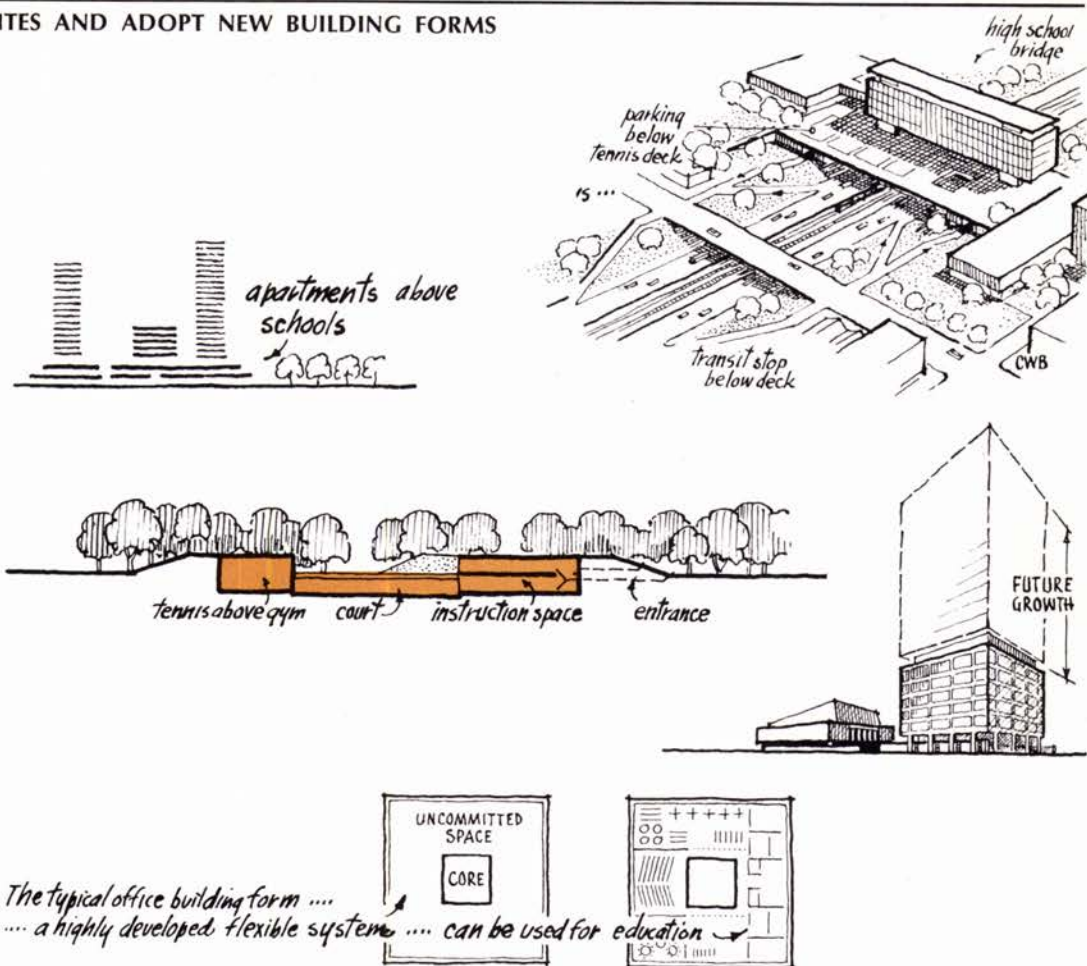 ITES AND ADOPT NEW BUILDING FORMS
high school
bridge
parking
below
tennis deck
is ....
apartments above
schools
transit stop
below deck
CWB
tennis above gym
court
instruction space
entrance
FUTURE
GROWTH
UNCOMMITTED
SPACE
CORE
The typical office building form ....
.... a highly developed flexible system .... can be used for education